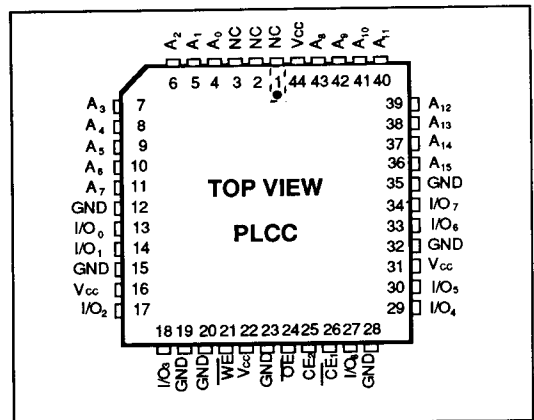 A₂ A₁ A₀ NC NC NC Vcc A₈ A₉ A₁₀ A₁₁
6 5 4 3 2 1 44 43 42 41 40
A₃ 7
A₄ 8
A₅ 9
A₆ 10
A₇ 11
GND 12
I/O₀ 13
I/O₁ 14
GND 15
Vcc 16
I/O₂ 17
TOP VIEW
PLCC
39 A₁₂
38 A₁₃
37 A₁₄
36 A₁₅
35 GND
34 I/O₇
33 I/O₆
32 GND
31 Vcc
30 I/O₅
29 I/O₄
18 19 20 21 22 23 24 25 26 27 28
I/O₃ GND GND W̅E̅ Vcc GND O̅E̅ CE₂ C̅E̅₁ I/O₈ GND